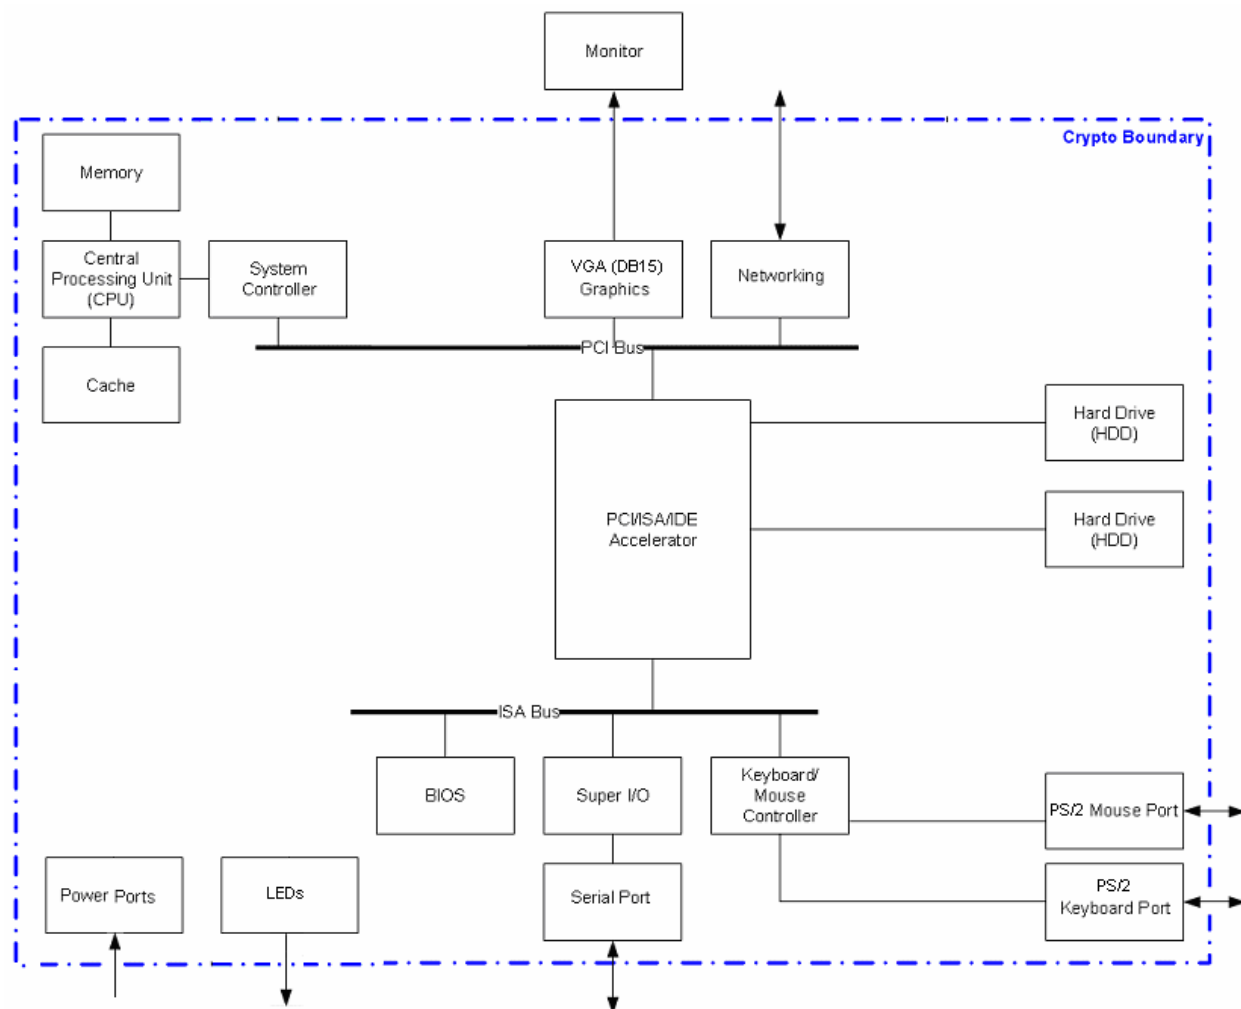 Monitor
Crypto Boundary
Memory
Central
Processing Unit
(CPU)
System
Controller
VGA (DB15)
Graphics
Networking
PCI Bus
Cache
Hard Drive
(HDD)
PCI/ISA/IDE
Accelerator
Hard Drive
(HDD)
ISA Bus
BIOS
Super I/O
Keyboard/
Mouse
Controller
PS/2 Mouse Port
Power Ports
LEDs
Serial Port
PS/2
Keyboard Port